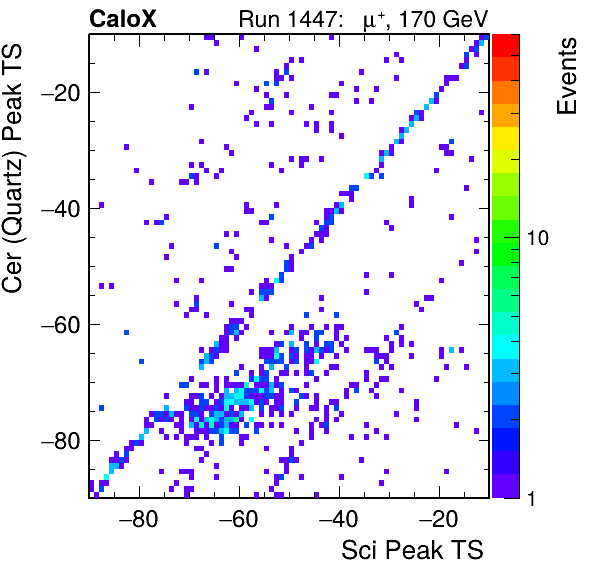 CaloX Run 1447: μ⁺, 170 GeV
Cer (Quartz) Peak TS
Events
−20
−40
−60
−80
10
1
−80 −60 −40 −20
Sci Peak TS